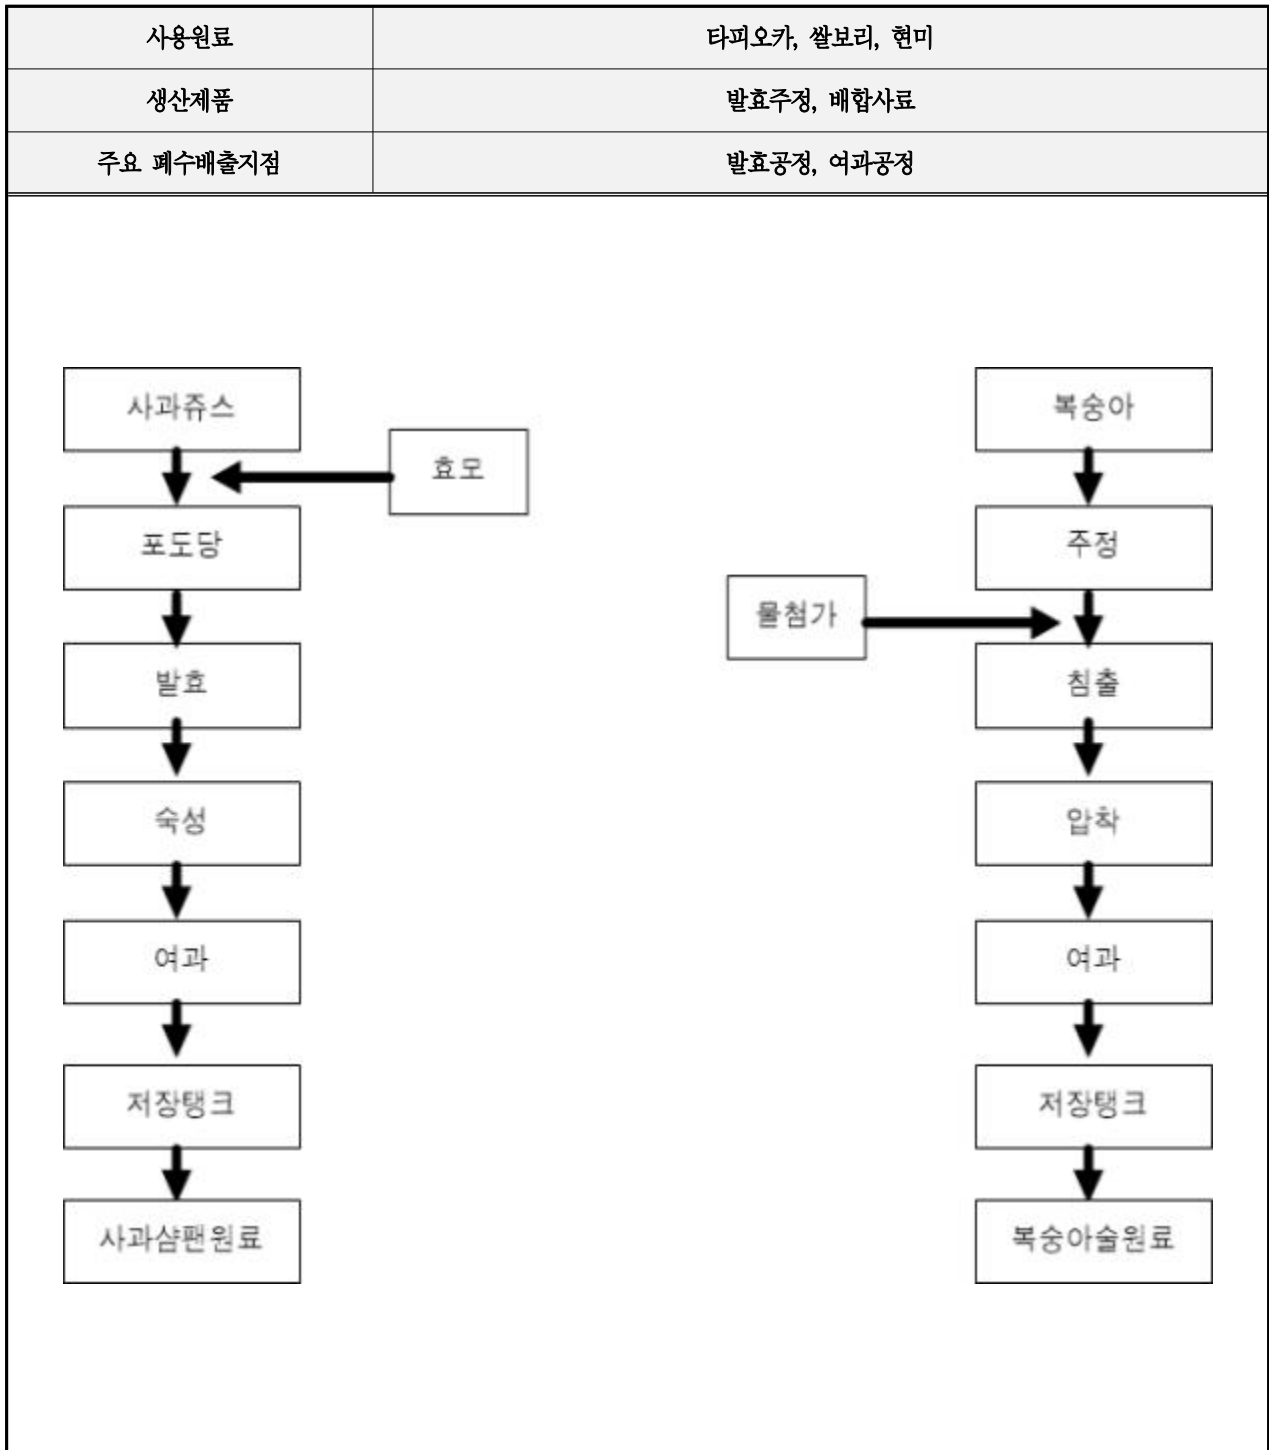 사용원료 타피오카, 쌀보리, 현미
생산제품 발효주정, 배합사료
주요 폐수배출지점 발효공정, 여과공정
사과쥬스
효모
포도당
발효
숙성
여과
저장탱크
사과샴팬원료
복숭아
주정
물첨가
침출
압착
여과
저장탱크
복숭아술원료